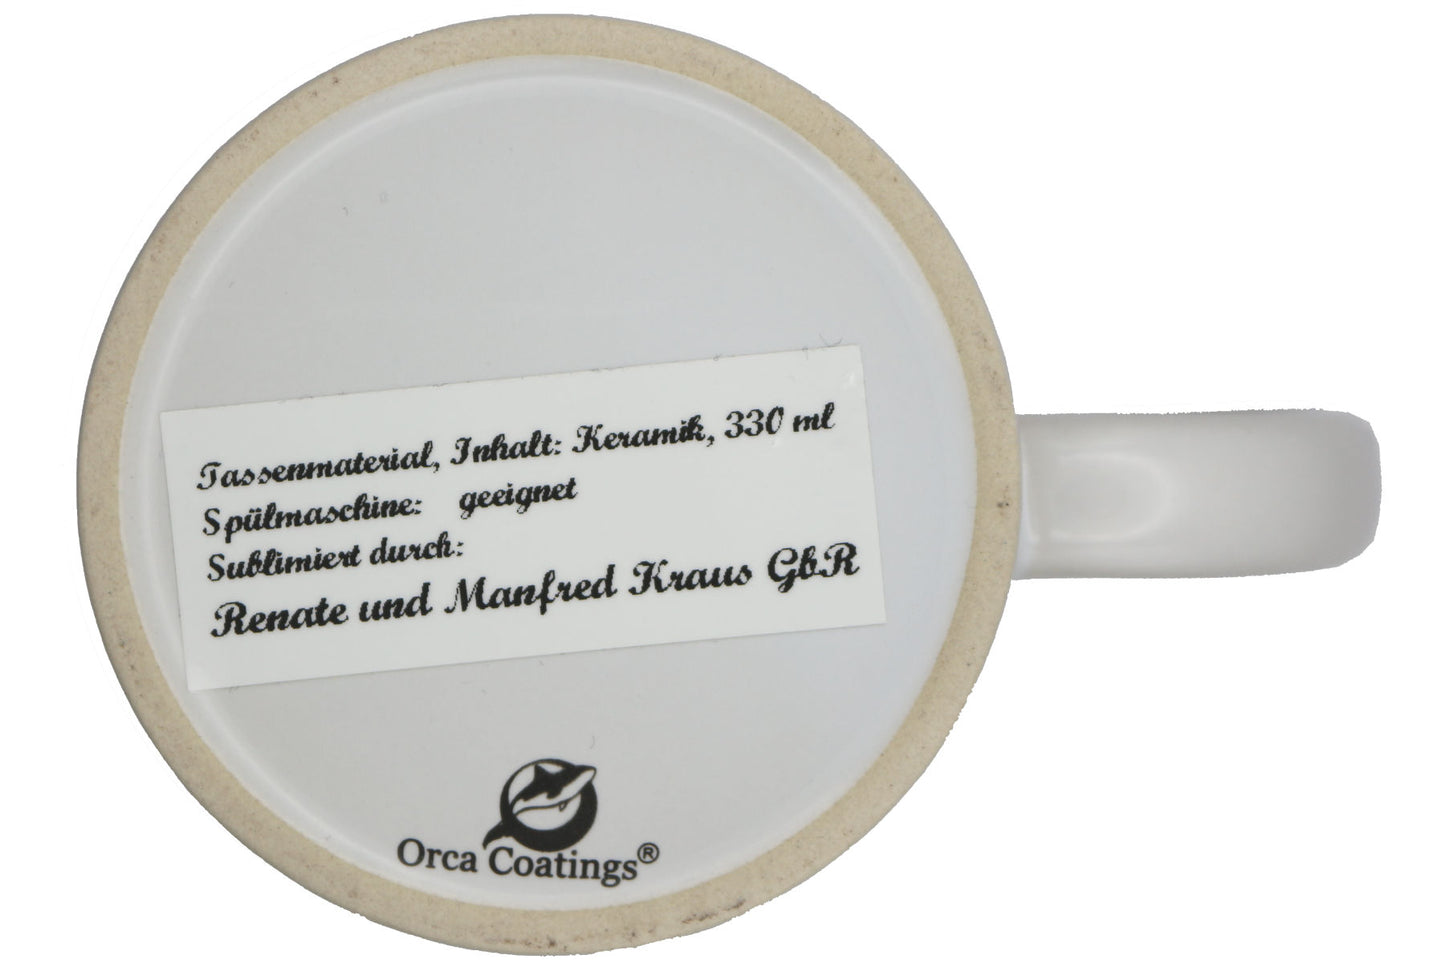 Tassenmaterial, Inhalt: Keramik, 330 ml
Spülmaschine: geeignet
Sublimiert durch:
Renate und Manfred Kraus GbR
Orca Coatings®